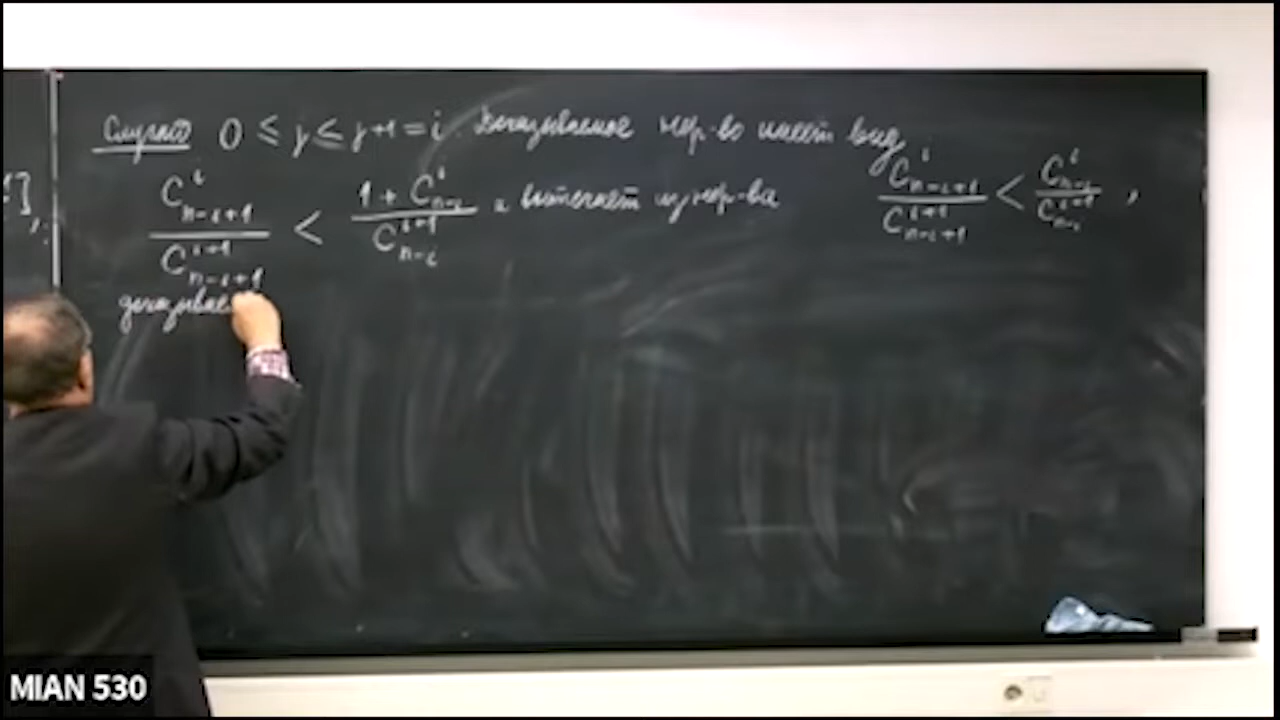 Случай 0 ≤ j ≤ j+1 = i. Доказываемое нер-во имеет вид
C^i_{n-i+1} / C^{i+1}_{n-i+1} < (1 + C^i_{n-i}) / C^{i+1}_{n-i} и вытекает из нер-ва C^i_{n-i+1} / C^{i+1}_{n-i+1} < C^i_{n-i} / C^{i+1}_{n-i} ,
MIAN 530